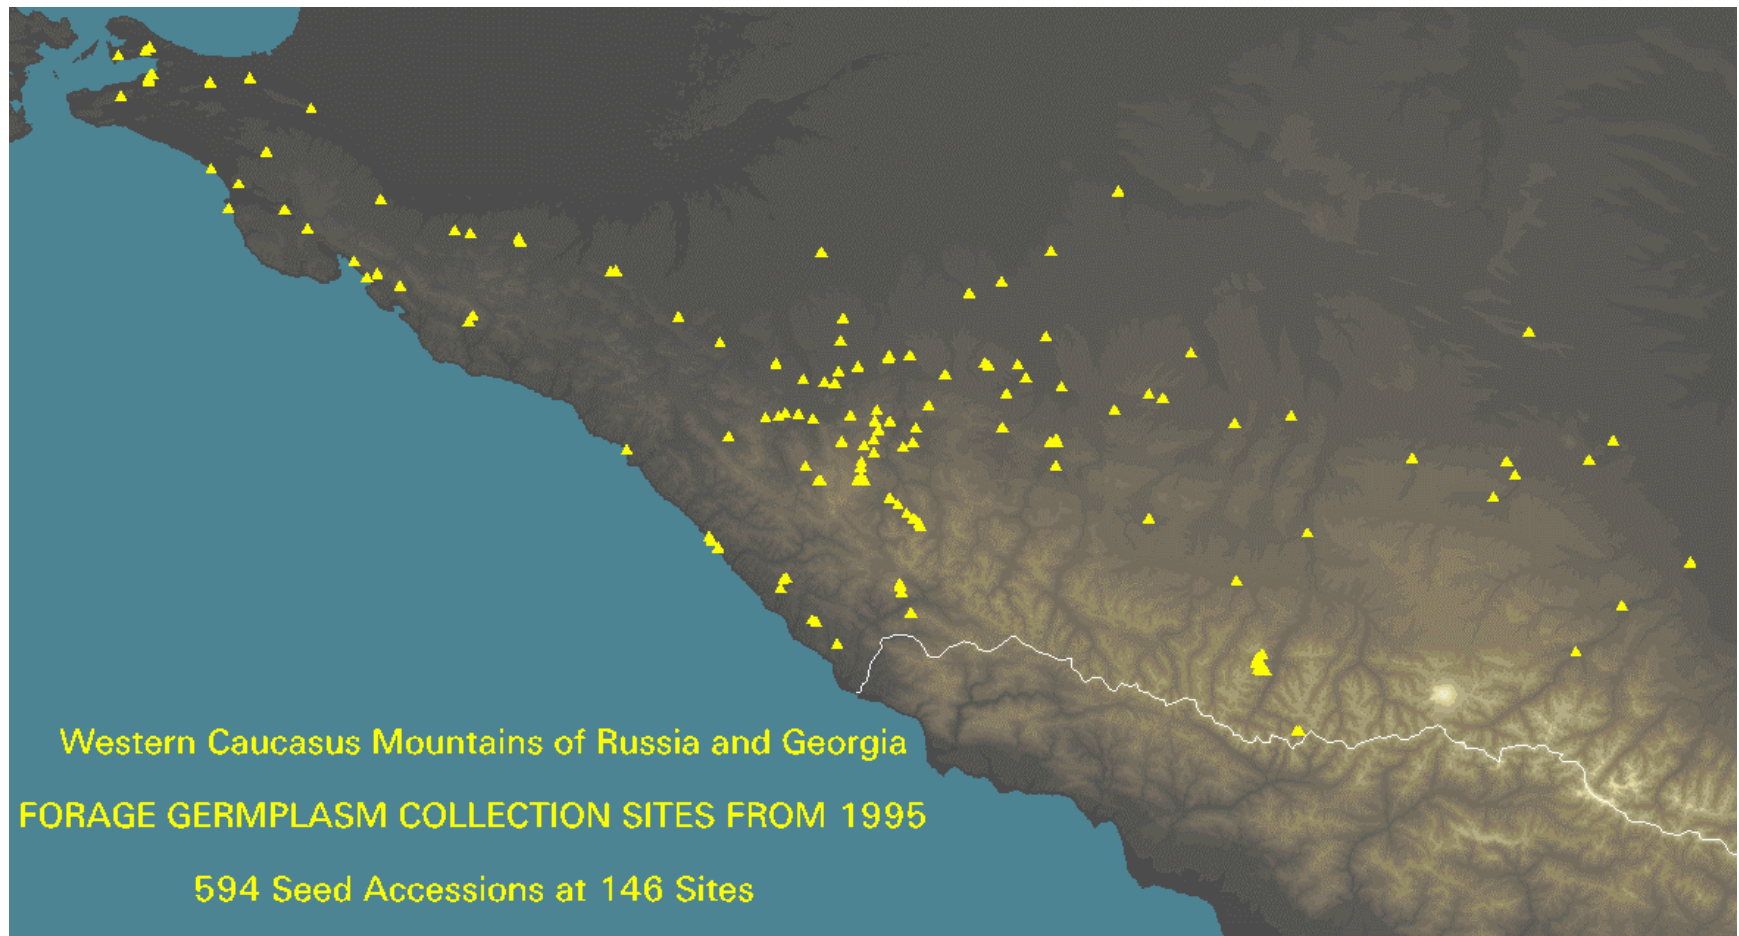 Western Caucasus Mountains of Russia and Georgia
FORAGE GERMPLASM COLLECTION SITES FROM 1995
594 Seed Accessions at 146 Sites